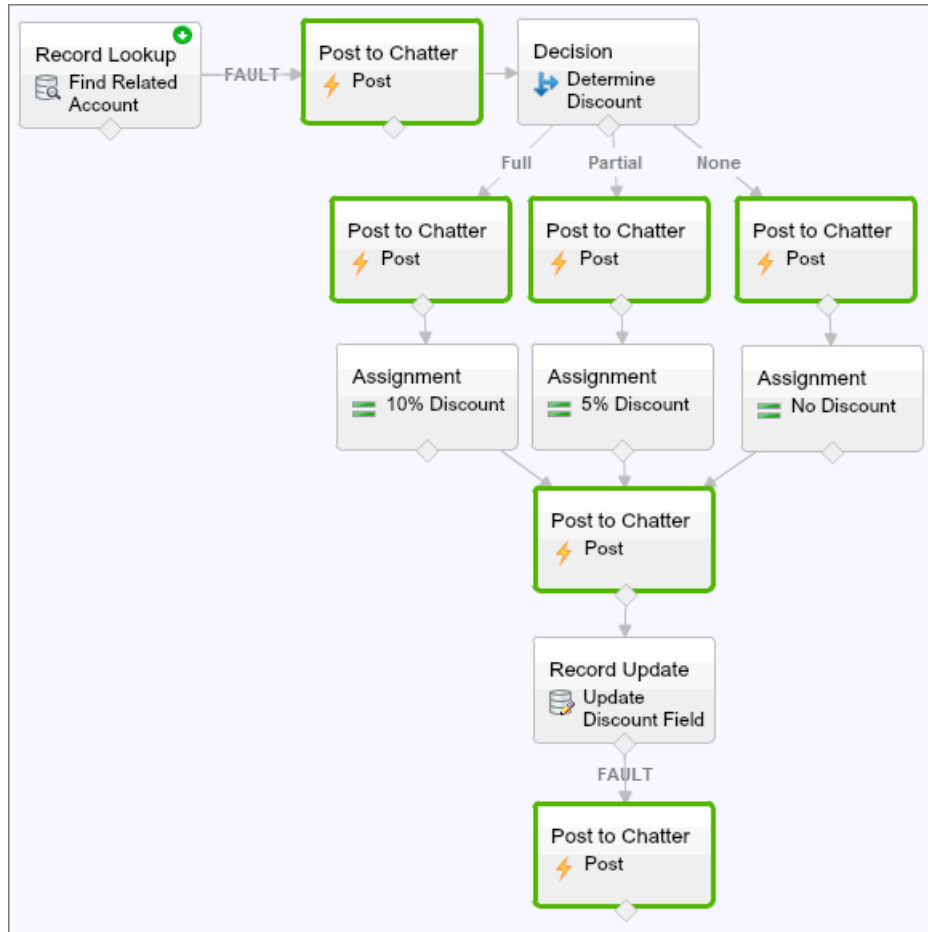 Record Lookup
Find Related
Account
FAULT
Post to Chatter
Post
Decision
Determine
Discount
Full
Partial
None
Post to Chatter
Post
Post to Chatter
Post
Post to Chatter
Post
Assignment
10% Discount
Assignment
5% Discount
Assignment
No Discount
Post to Chatter
Post
Record Update
Update
Discount Field
FAULT
Post to Chatter
Post